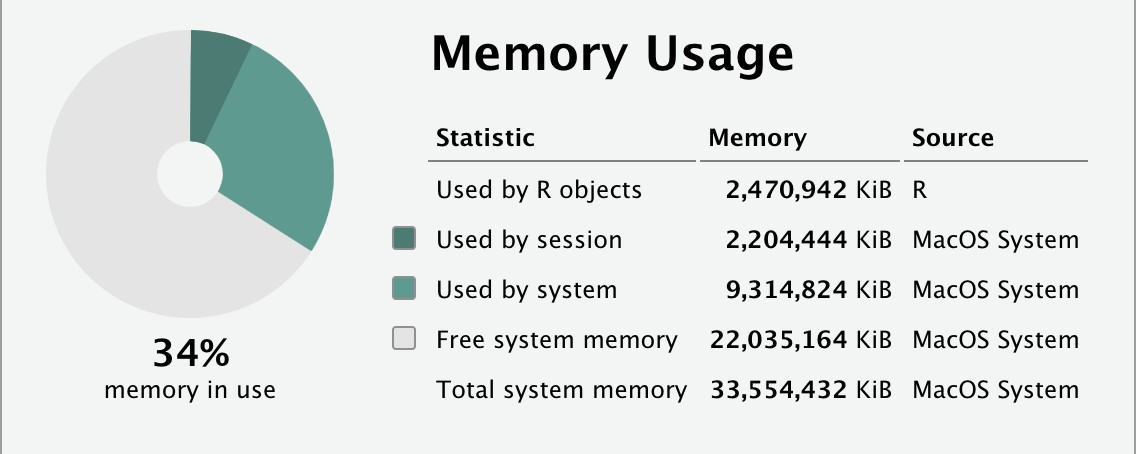 Memory Usage
Statistic Memory Source
Used by R objects 2,470,942 KiB R
Used by session 2,204,444 KiB MacOS System
Used by system 9,314,824 KiB MacOS System
Free system memory 22,035,164 KiB MacOS System
Total system memory 33,554,432 KiB MacOS System
34%
memory in use